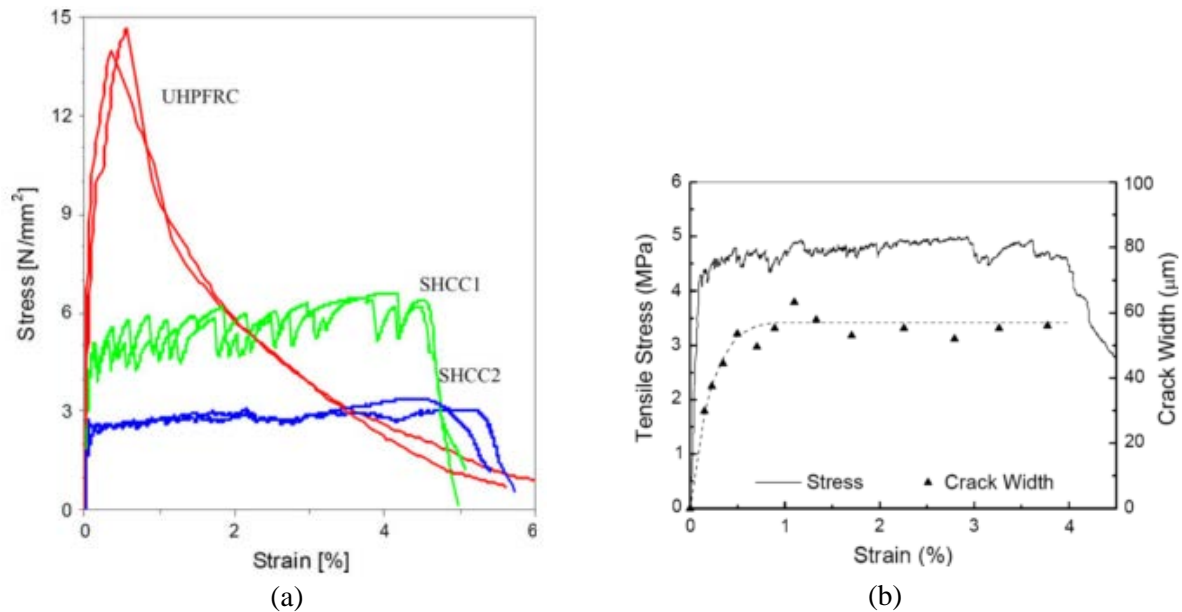 15
12
9
6
3
0
Stress [N/mm²]
UHPFRC
SHCC1
SHCC2
0
2
4
6
Strain [%]
(a)
6
5
4
3
2
1
0
Tensile Stress (MPa)
100
80
60
40
20
0
Crack Width (μm)
Stress
Crack Width
0
1
2
3
4
Strain (%)
(b)